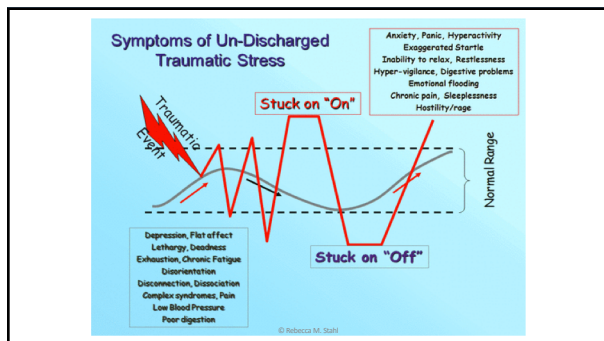 Symptoms of Un-Discharged
Traumatic Stress
Anxiety, Panic, Hyperactivity
Exaggerated Startle
Inability to relax, Restlessness
Hyper-vigilance, Digestive problems
Emotional flooding
Chronic pain, Sleeplessness
Hostility/rage
Traumatic
Event
Stuck on "On"
Normal Range
Stuck on "Off"
Depression, Flat affect
Lethargy, Deadness
Exhaustion, Chronic Fatigue
Disorientation
Disconnection, Dissociation
Complex syndromes, Pain
Low Blood Pressure
Poor digestion
© Rebecca M. Stahl